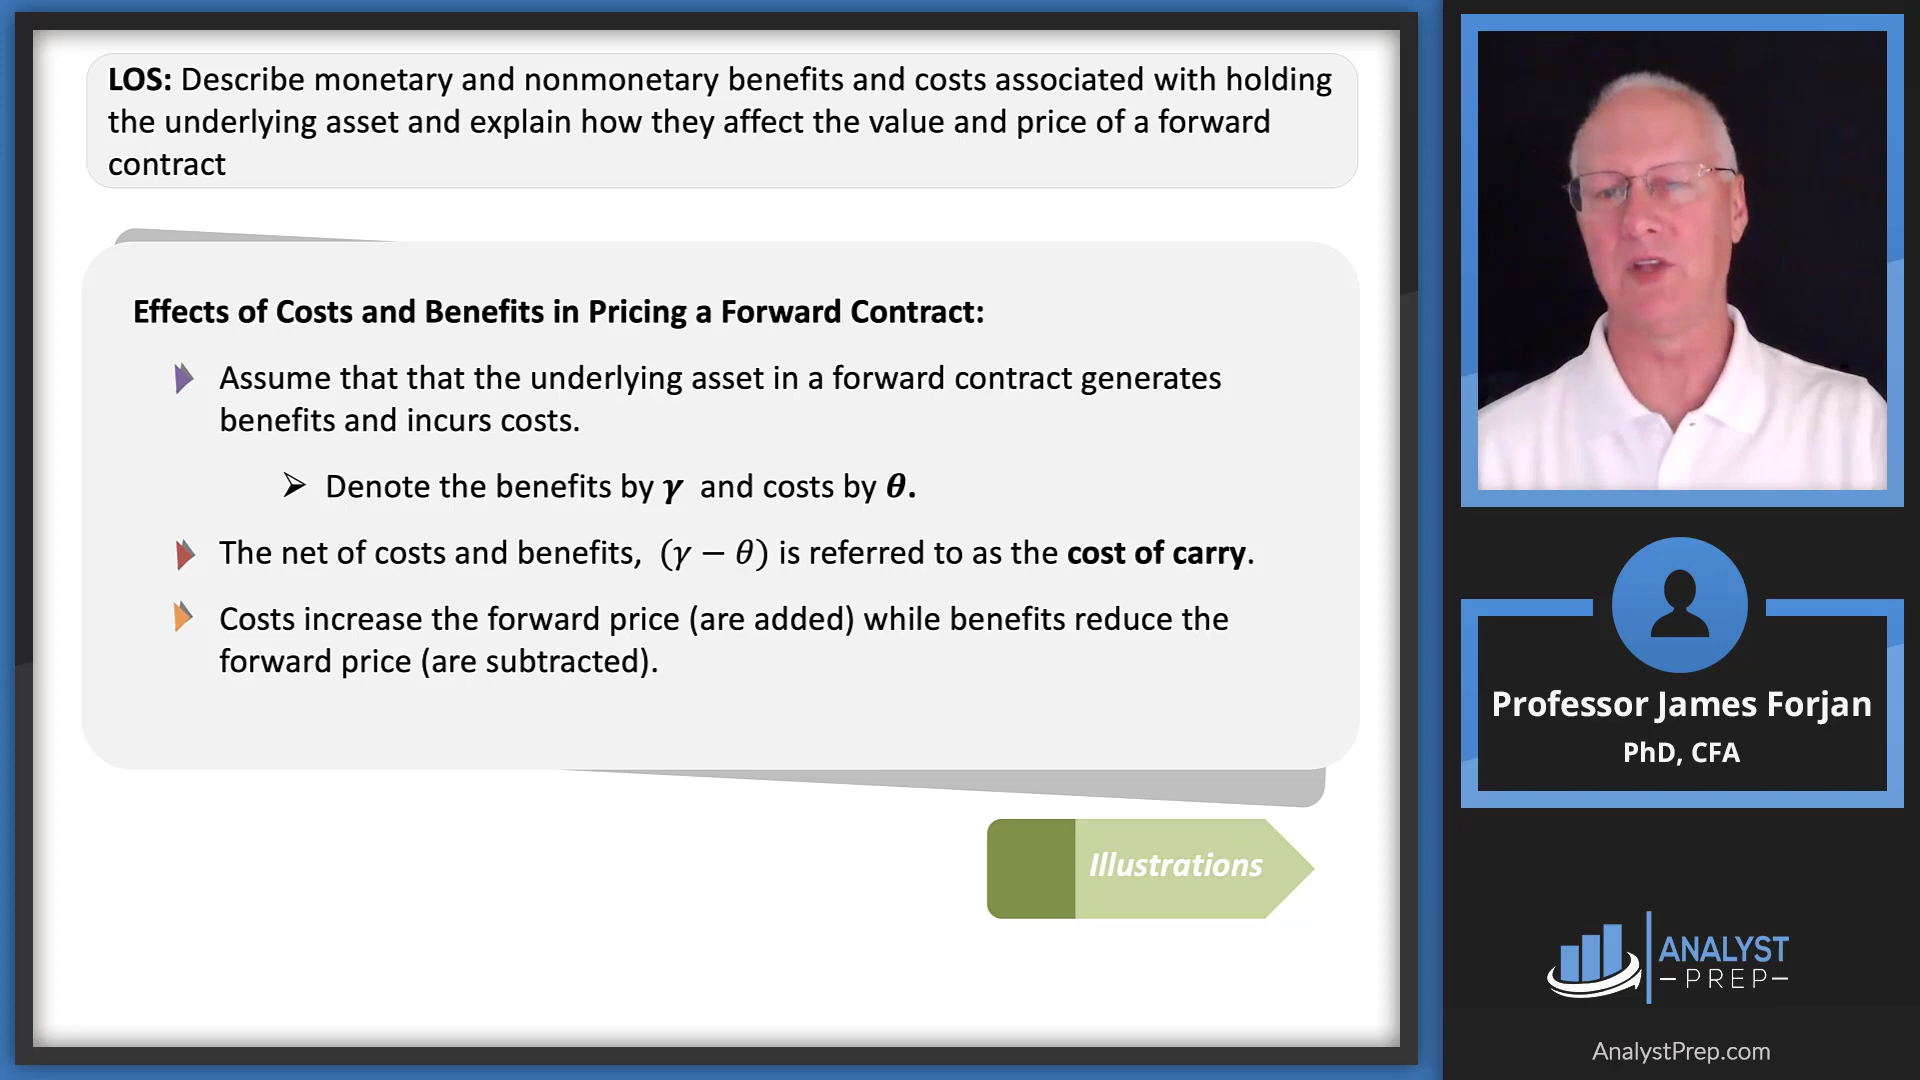 LOS: Describe monetary and nonmonetary benefits and costs associated with holding
the underlying asset and explain how they affect the value and price of a forward
contract
Effects of Costs and Benefits in Pricing a Forward Contract:
Assume that that the underlying asset in a forward contract generates
benefits and incurs costs.
Denote the benefits by γ and costs by θ.
The net of costs and benefits, (γ − θ) is referred to as the cost of carry.
Costs increase the forward price (are added) while benefits reduce the
forward price (are subtracted).
Illustrations
Professor James Forjan
PhD, CFA
ANALYST
PREP
AnalystPrep.com